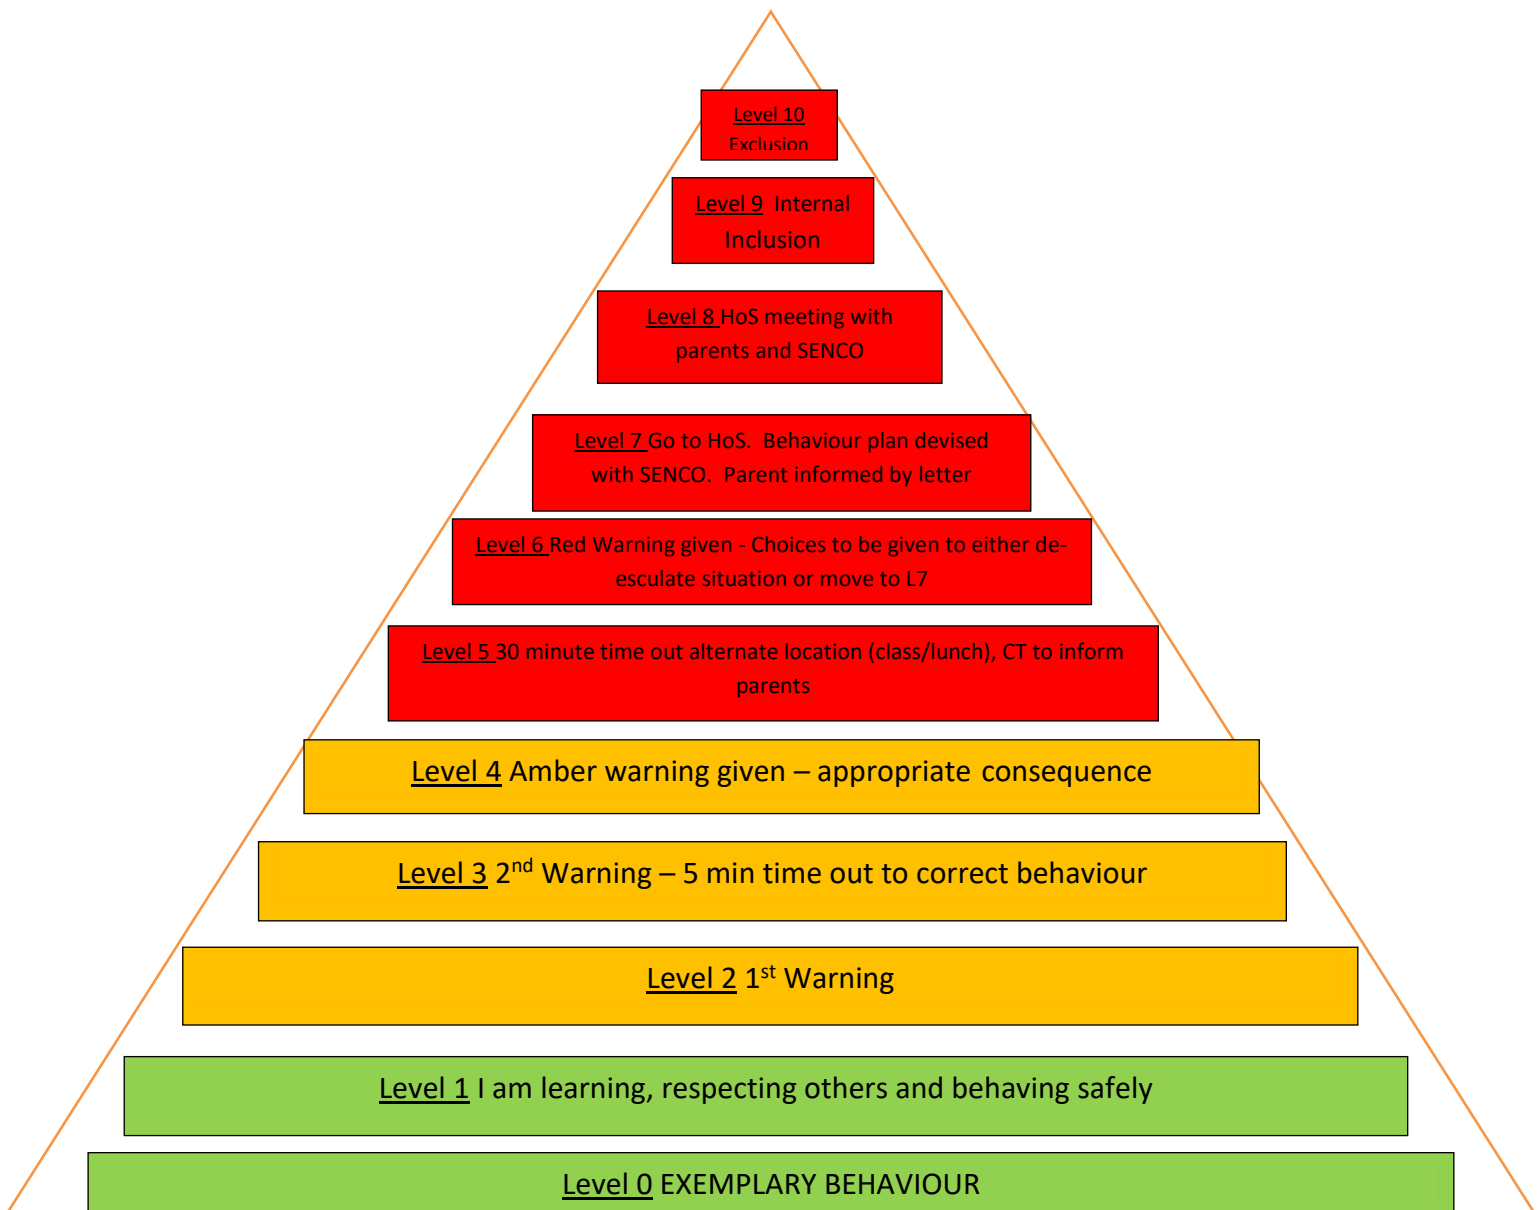 Level 10
Exclusion
Level 9 Internal
Inclusion
Level 8 HoS meeting with
parents and SENCO
Level 7 Go to HoS. Behaviour plan devised
with SENCO. Parent informed by letter
Level 6 Red Warning given - Choices to be given to either de-
esculate situation or move to L7
Level 5 30 minute time out alternate location (class/lunch), CT to inform
parents
Level 4 Amber warning given – appropriate consequence
Level 3 2nd Warning – 5 min time out to correct behaviour
Level 2 1st Warning
Level 1 I am learning, respecting others and behaving safely
Level 0 EXEMPLARY BEHAVIOUR